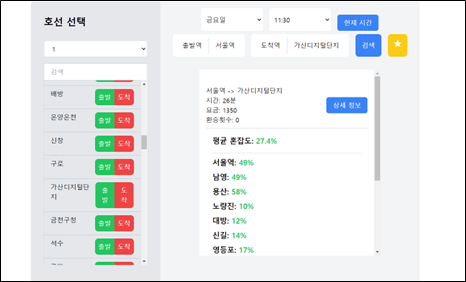 호선 선택
1
검색
배방
출발
도착
온양온천
출발
도착
신창
출발
도착
구로
출발
도착
가산디지털단
지
출
발
도
착
금천구청
출발
도착
석수
출발
도착
금요일
11:30
현재 시간
출발역
서울역
도착역
가산디지털단지
검색
서울역 -> 가산디지털단지
시간: 26분
요금: 1350
환승횟수: 0
상세 정보
평균 혼잡도: 27.4%
서울역: 49%
남영: 49%
용산: 58%
노량진: 10%
대방: 12%
신길: 14%
영등포: 17%